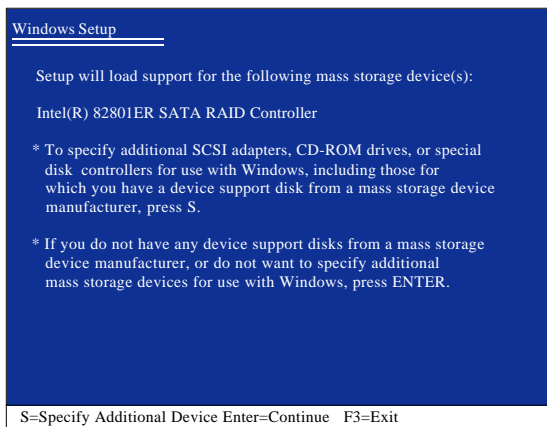 Windows Setup
Setup will load support for the following mass storage device(s):
Intel(R) 82801ER SATA RAID Controller
* To specify additional SCSI adapters, CD-ROM drives, or special
disk controllers for use with Windows, including those for
which you have a device support disk from a mass storage device
manufacturer, press S.
* If you do not have any device support disks from a mass storage
device manufacturer, or do not want to specify additional
mass storage devices for use with Windows, press ENTER.
S=Specify Additional Device Enter=Continue F3=Exit